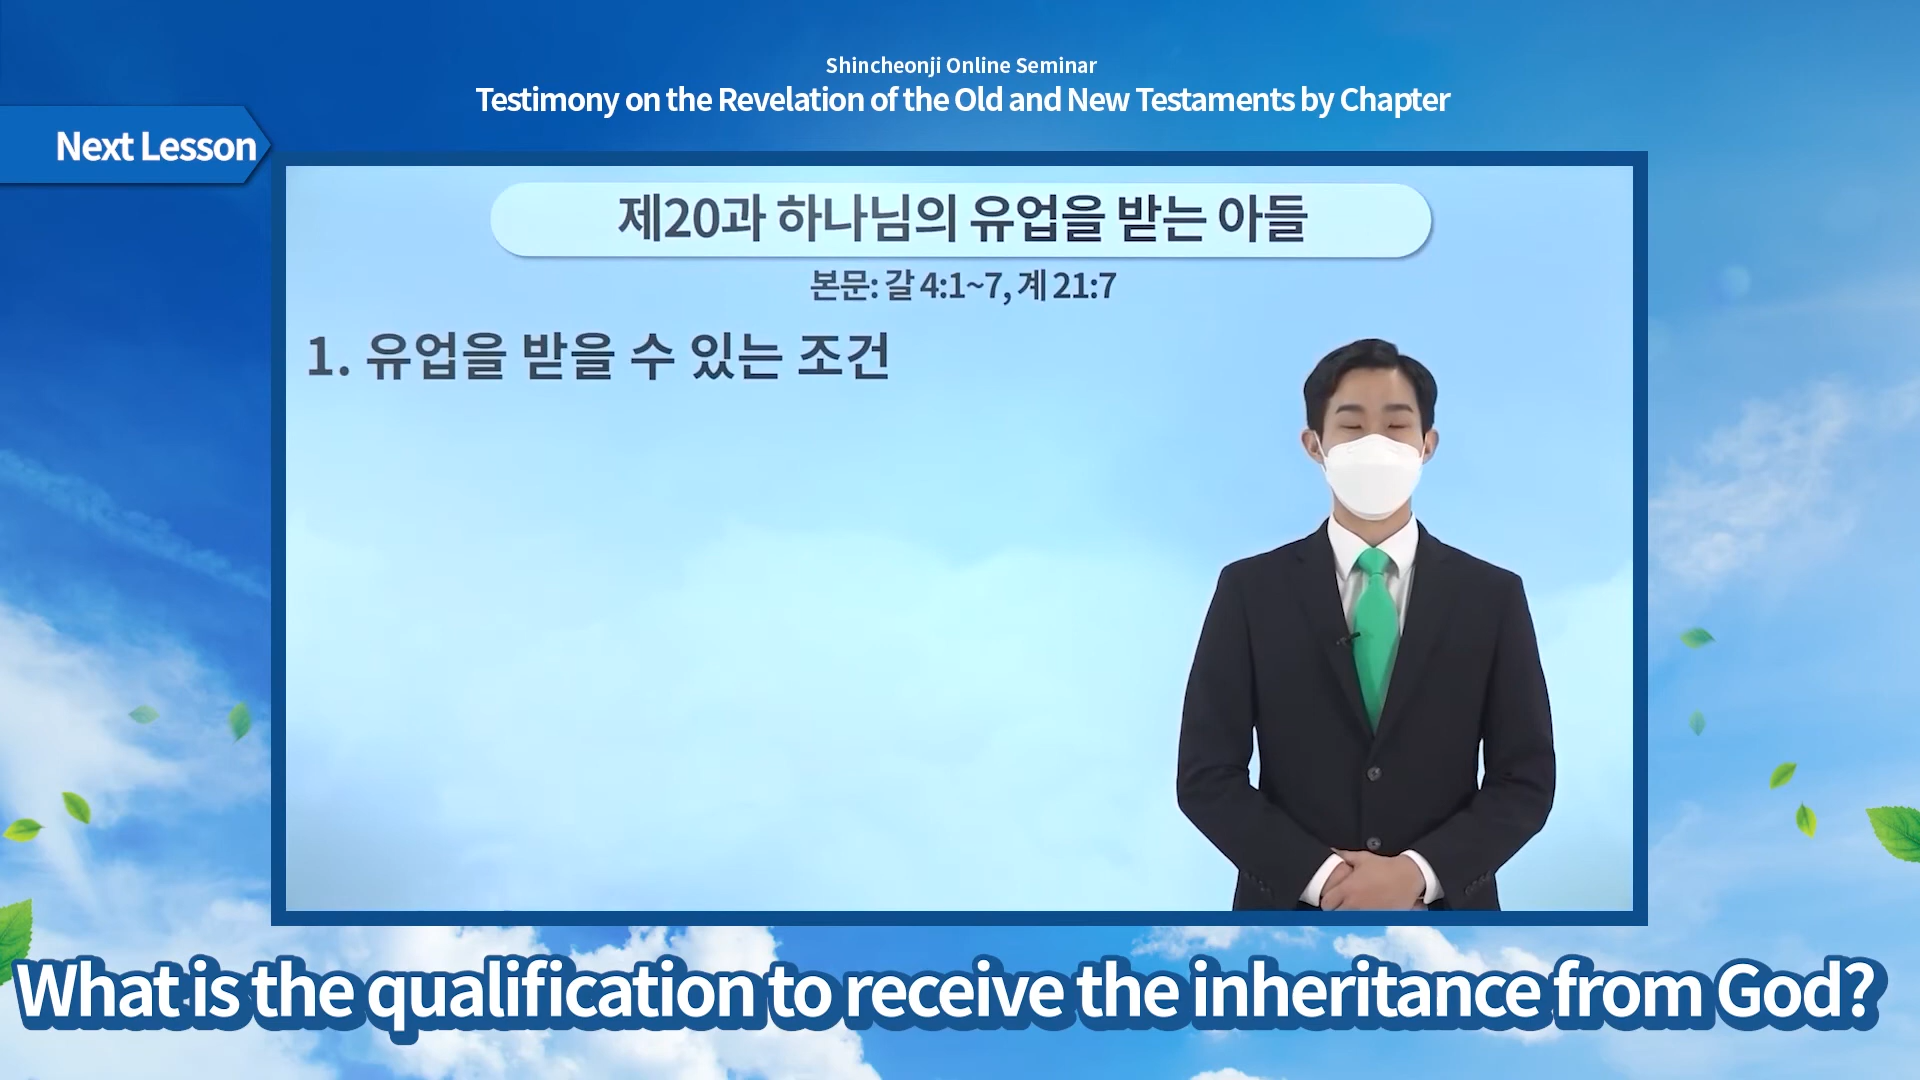 Shincheonji Online Seminar
Testimony on the Revelation of the Old and New Testaments by Chapter
Next Lesson
제20과 하나님의 유업을 받는 아들
본문: 갈 4:1~7, 계 21:7
1. 유업을 받을 수 있는 조건
What is the qualification to receive the inheritance from God?